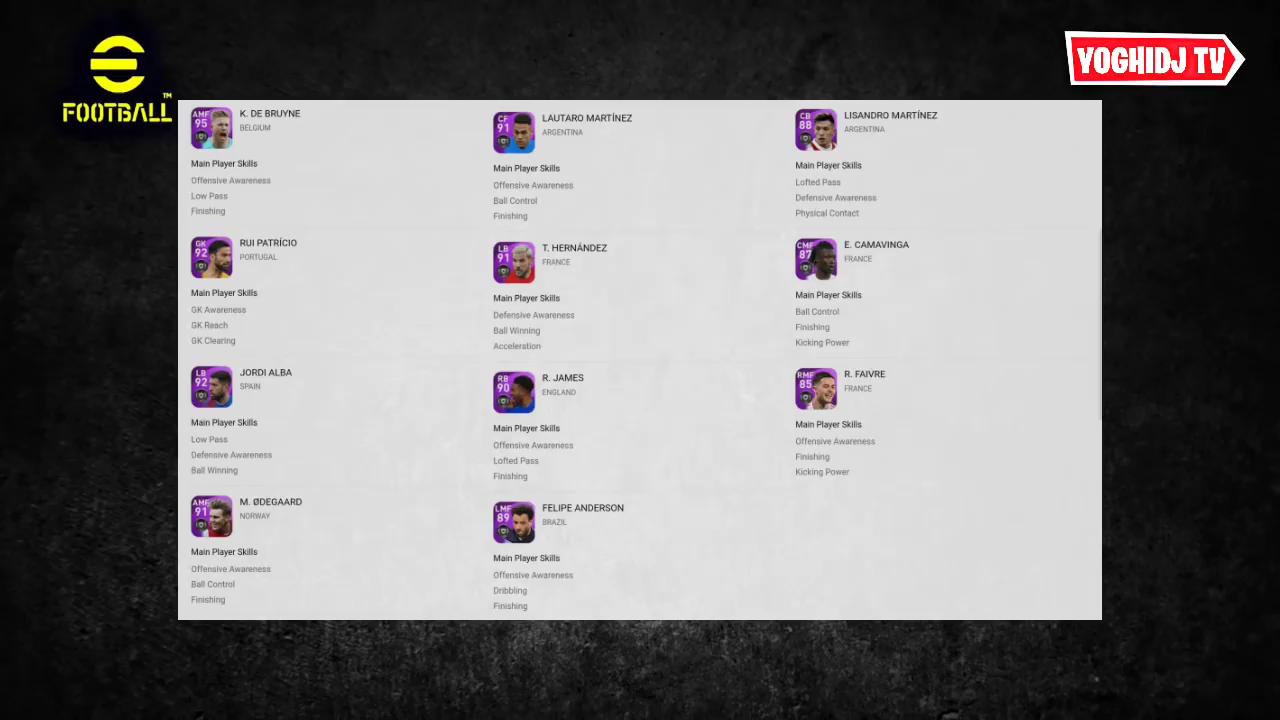 FOOTBALL™
YOGHIDJ TV
AMF
95
K. DE BRUYNE
BELGIUM
Main Player Skills
Offensive Awareness
Low Pass
Finishing
GK
92
RUI PATRÍCIO
PORTUGAL
Main Player Skills
GK Awareness
GK Reach
GK Clearing
LB
92
JORDI ALBA
SPAIN
Main Player Skills
Low Pass
Defensive Awareness
Ball Winning
AMF
91
M. ØDEGAARD
NORWAY
Main Player Skills
Offensive Awareness
Ball Control
Finishing
CF
91
LAUTARO MARTÍNEZ
ARGENTINA
Main Player Skills
Offensive Awareness
Ball Control
Finishing
LB
91
T. HERNÁNDEZ
FRANCE
Main Player Skills
Defensive Awareness
Ball Winning
Acceleration
RB
90
R. JAMES
ENGLAND
Main Player Skills
Offensive Awareness
Lofted Pass
Finishing
LMF
89
FELIPE ANDERSON
BRAZIL
Main Player Skills
Offensive Awareness
Dribbling
Finishing
CB
88
LISANDRO MARTÍNEZ
ARGENTINA
Main Player Skills
Lofted Pass
Defensive Awareness
Physical Contact
CMF
87
E. CAMAVINGA
FRANCE
Main Player Skills
Ball Control
Finishing
Kicking Power
RMF
85
R. FAIVRE
FRANCE
Main Player Skills
Offensive Awareness
Finishing
Kicking Power